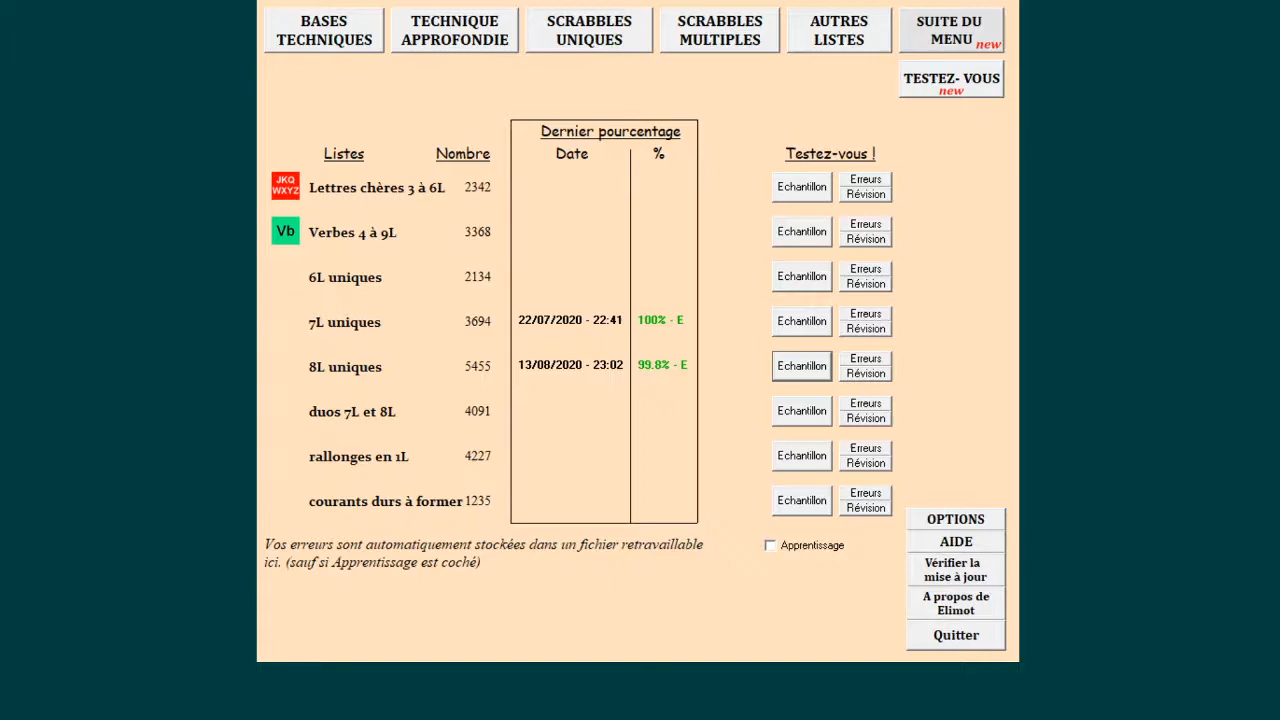 BASES TECHNIQUES
TECHNIQUE APPROFONDIE
SCRABBLES UNIQUES
SCRABBLES MULTIPLES
AUTRES LISTES
SUITE DU MENU new
TESTEZ- VOUS new
Dernier pourcentage
Listes Nombre Date % Testez-vous !
JKQ WXYZ Lettres chères 3 à 6L 2342 Echantillon Erreurs Révision
Vb Verbes 4 à 9L 3368 Echantillon Erreurs Révision
6L uniques 2134 Echantillon Erreurs Révision
7L uniques 3694 22/07/2020 - 22:41 100% - E Echantillon Erreurs Révision
8L uniques 5455 13/08/2020 - 23:02 99.8% - E Echantillon Erreurs Révision
duos 7L et 8L 4091 Echantillon Erreurs Révision
rallonges en 1L 4227 Echantillon Erreurs Révision
courants durs à former 1235 Echantillon Erreurs Révision
Vos erreurs sont automatiquement stockées dans un fichier retravaillable
ici. (sauf si Apprentissage est coché)
Apprentissage
OPTIONS
AIDE
Vérifier la
mise à jour
A propos de
Elimot
Quitter